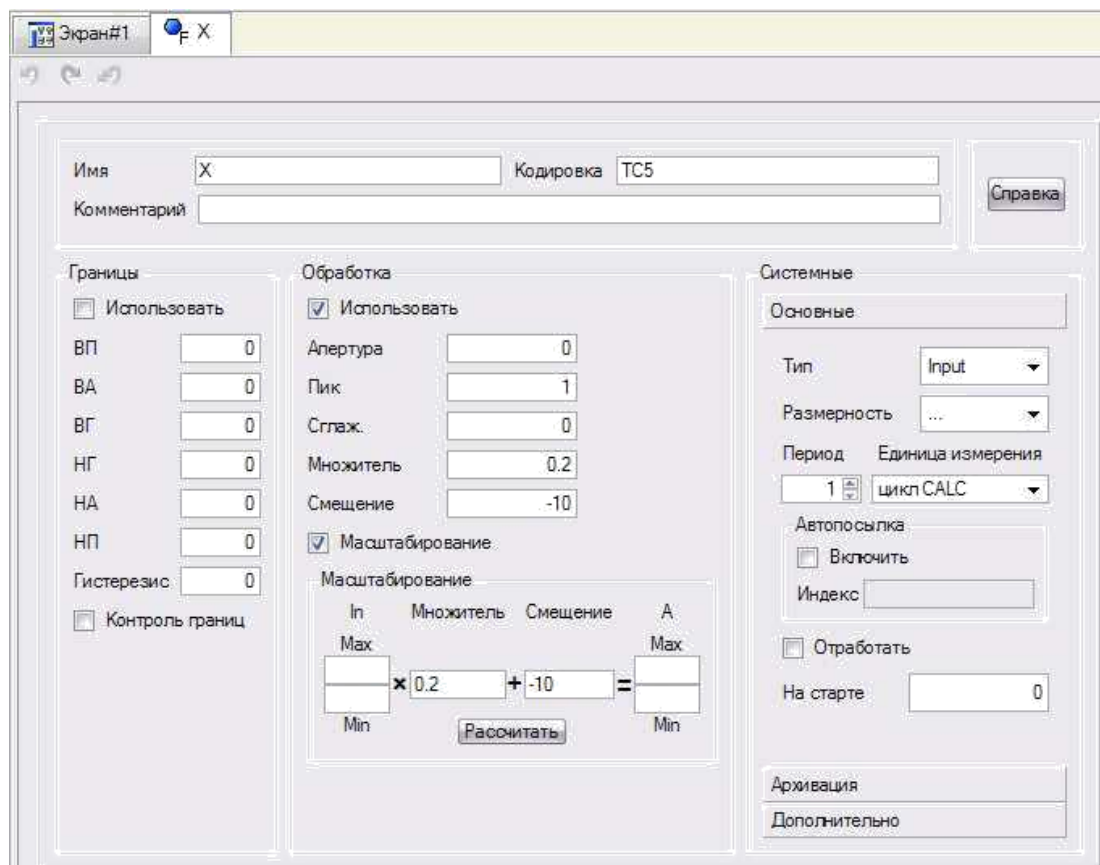 Экран#1 F X
Имя X Кодировка TC5
Комментарий
Справка
Границы
Использовать
ВП 0
ВА 0
ВГ 0
НГ 0
НА 0
НП 0
Гистерезис 0
Контроль границ
Обработка
Использовать
Апертура 0
Пик 1
Сглаж. 0
Множитель 0.2
Смещение -10
Масштабирование
Масштабирование
In Множитель Смещение A
Max Max
× 0.2 + -10 =
Min Min
Рассчитать
Системные
Основные
Тип Input
Размерность ...
Период Единица измерения
1 цикл CALC
Автопосылка
Включить
Индекс
Отработать
На старте 0
Архивация
Дополнительно